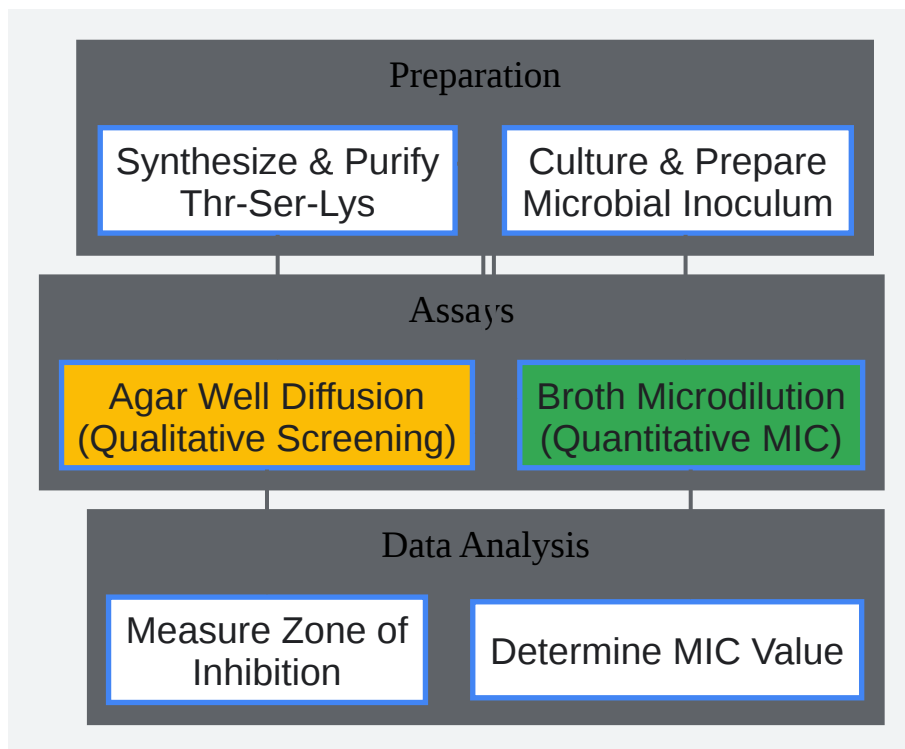 Preparation
Synthesize & Purify
Thr-Ser-Lys
Culture & Prepare
Microbial Inoculum
Assays
Agar Well Diffusion
(Qualitative Screening)
Broth Microdilution
(Quantitative MIC)
Data Analysis
Measure Zone of
Inhibition
Determine MIC Value